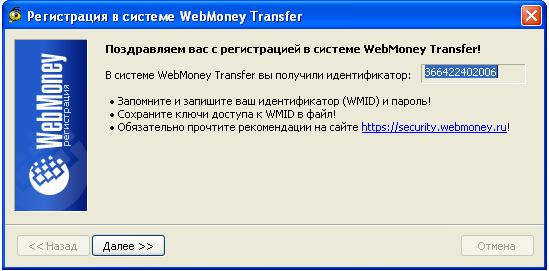 Регистрация в системе WebMoney Transfer
WebMoney
регистрация
Поздравляем вас с регистрацией в системе WebMoney Transfer!
В системе WebMoney Transfer вы получили идентификатор: 366422402006
• Запомните и запишите ваш идентификатор (WMID) и пароль!
• Сохраните ключи доступа к WMID в файл!
• Обязательно прочтите рекомендации на сайте https://security.webmoney.ru!
<< Назад Далее >> Отмена